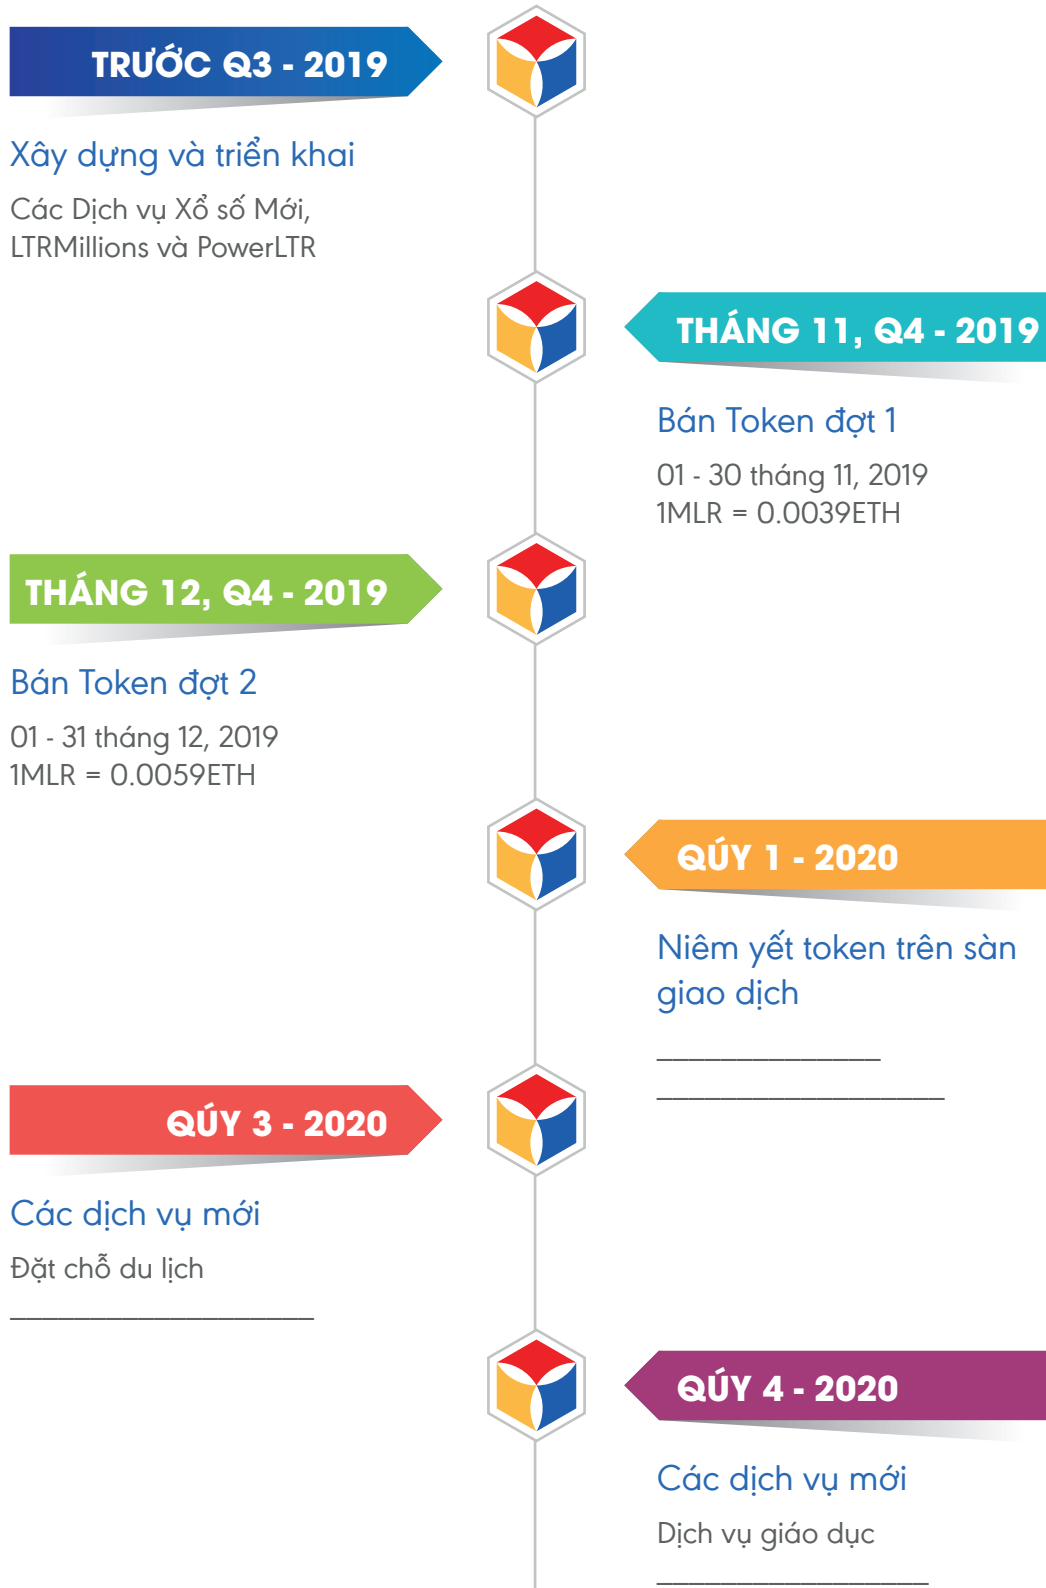 TRƯỚC Q3 - 2019
Xây dựng và triển khai
Các Dịch vụ Xổ số Mới,
LTRMillions và PowerLTR
THÁNG 11, Q4 - 2019
Bán Token đợt 1
01 - 30 tháng 11, 2019
1MLR = 0.0039ETH
THÁNG 12, Q4 - 2019
Bán Token đợt 2
01 - 31 tháng 12, 2019
1MLR = 0.0059ETH
QÚY 1 - 2020
Niêm yết token trên sàn
giao dịch
QÚY 3 - 2020
Các dịch vụ mới
Đặt chỗ du lịch
QÚY 4 - 2020
Các dịch vụ mới
Dịch vụ giáo dục